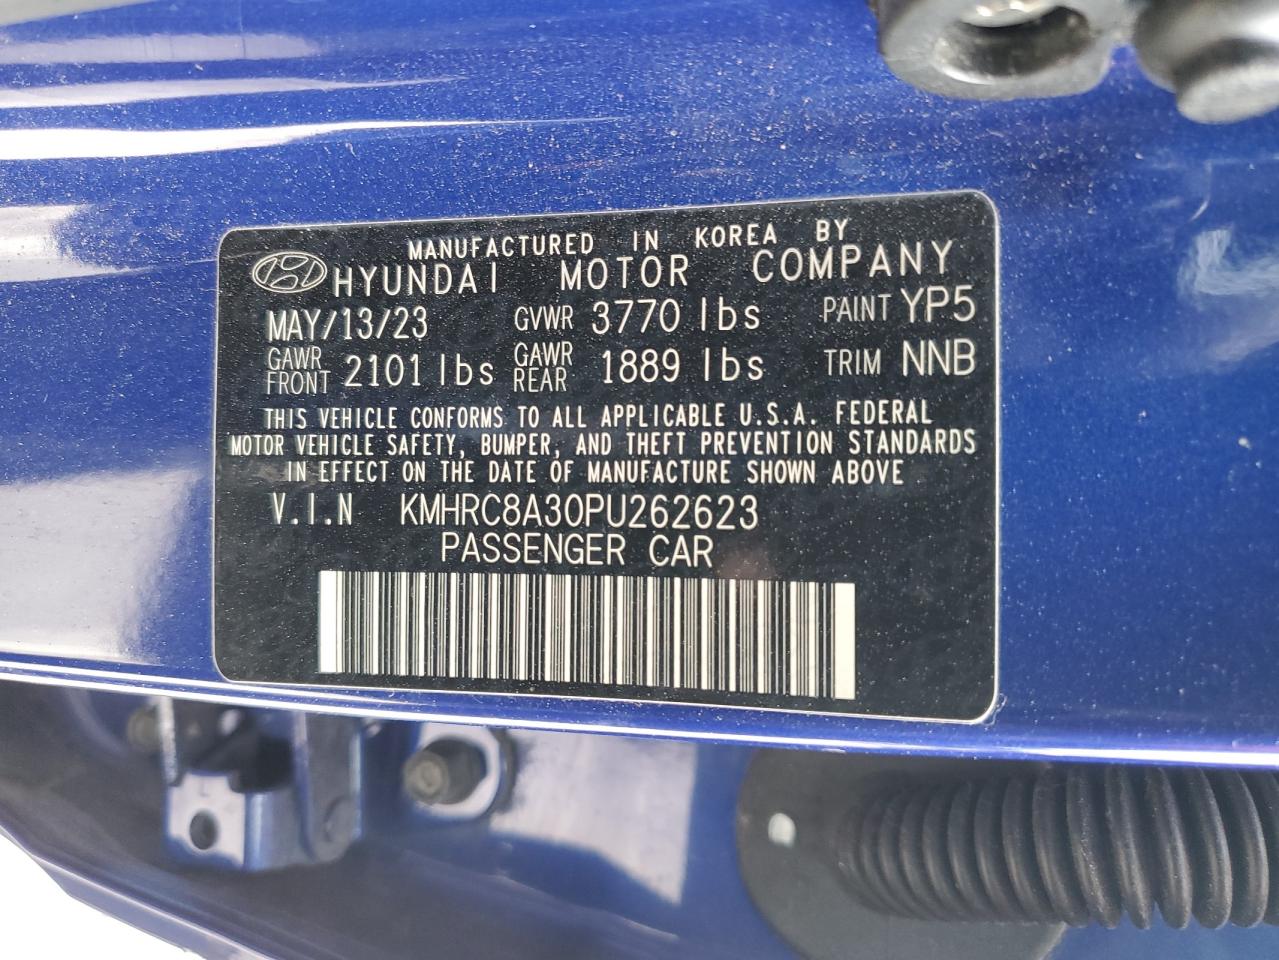 MANUFACTURED IN KOREA BY
HYUNDAI MOTOR COMPANY
MAY/13/23 GVWR 3770 lbs PAINT YP5
GAWR FRONT 2101 lbs GAWR REAR 1889 lbs TRIM NNB
THIS VEHICLE CONFORMS TO ALL APPLICABLE U.S.A. FEDERAL
MOTOR VEHICLE SAFETY, BUMPER, AND THEFT PREVENTION STANDARDS
IN EFFECT ON THE DATE OF MANUFACTURE SHOWN ABOVE
V.I.N KMHRC8A30PU262623
PASSENGER CAR